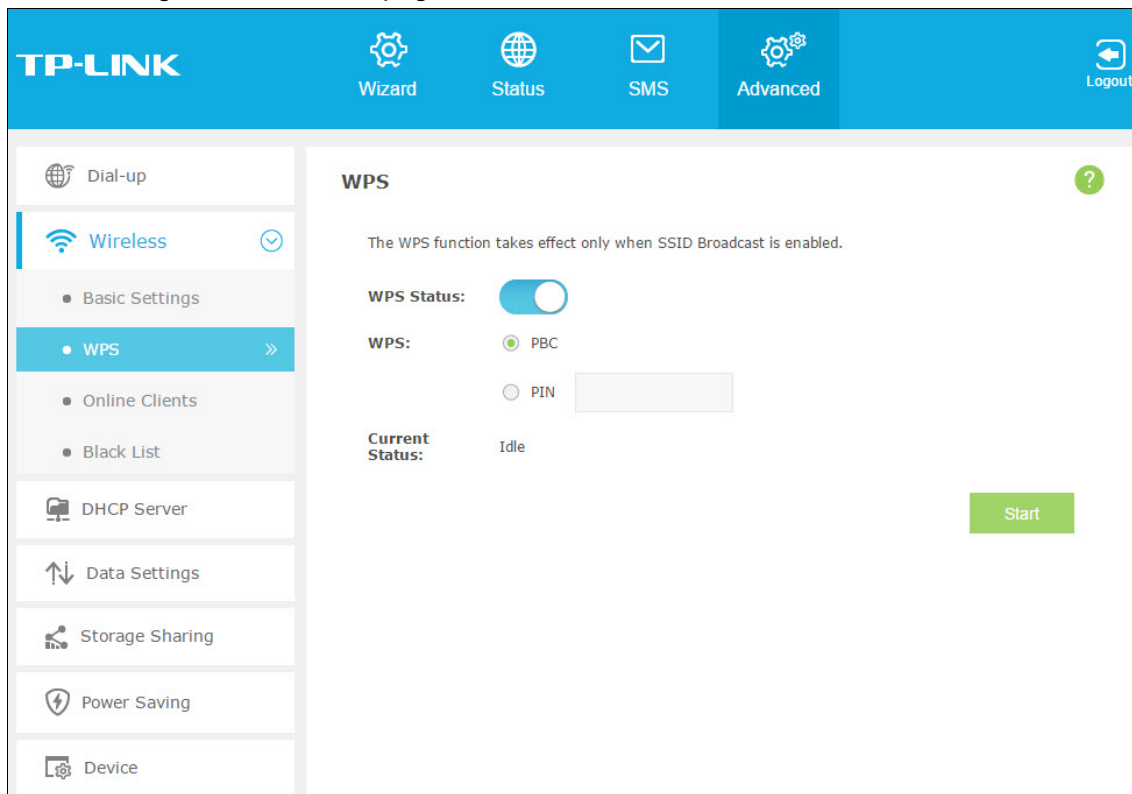 TP-LINK
Wizard
Status
SMS
Advanced
Logout
Dial-up
Wireless
Basic Settings
WPS
Online Clients
Black List
DHCP Server
Data Settings
Storage Sharing
Power Saving
Device
WPS
?
The WPS function takes effect only when SSID Broadcast is enabled.
WPS Status:
WPS:
PBC
PIN
Current
Status:
Idle
Start